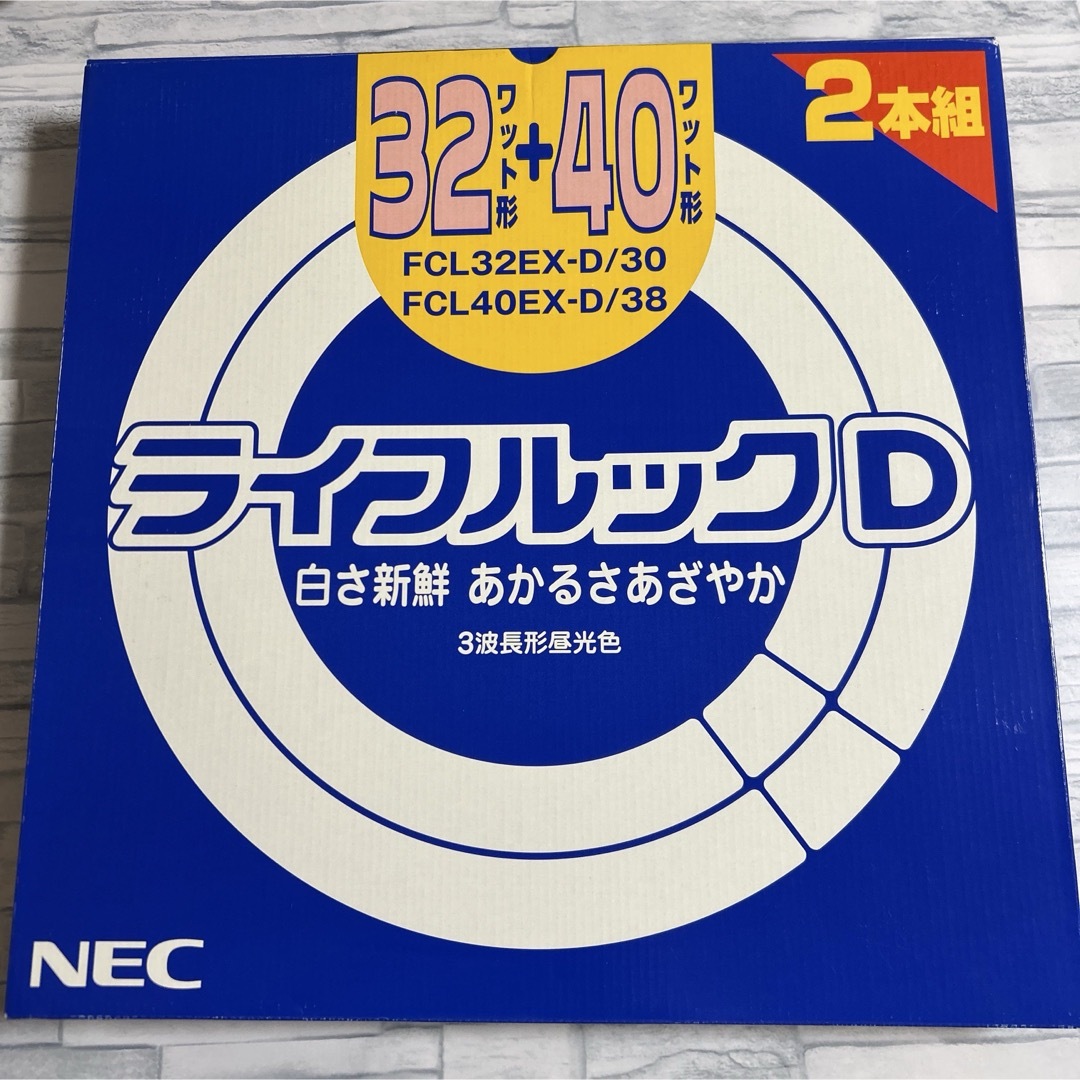 32ワット形+40ワット形
2本組
FCL32EX-D/30
FCL40EX-D/38
ライフルックD
白さ新鮮 あかるさあざやか
3波長形昼光色
NEC